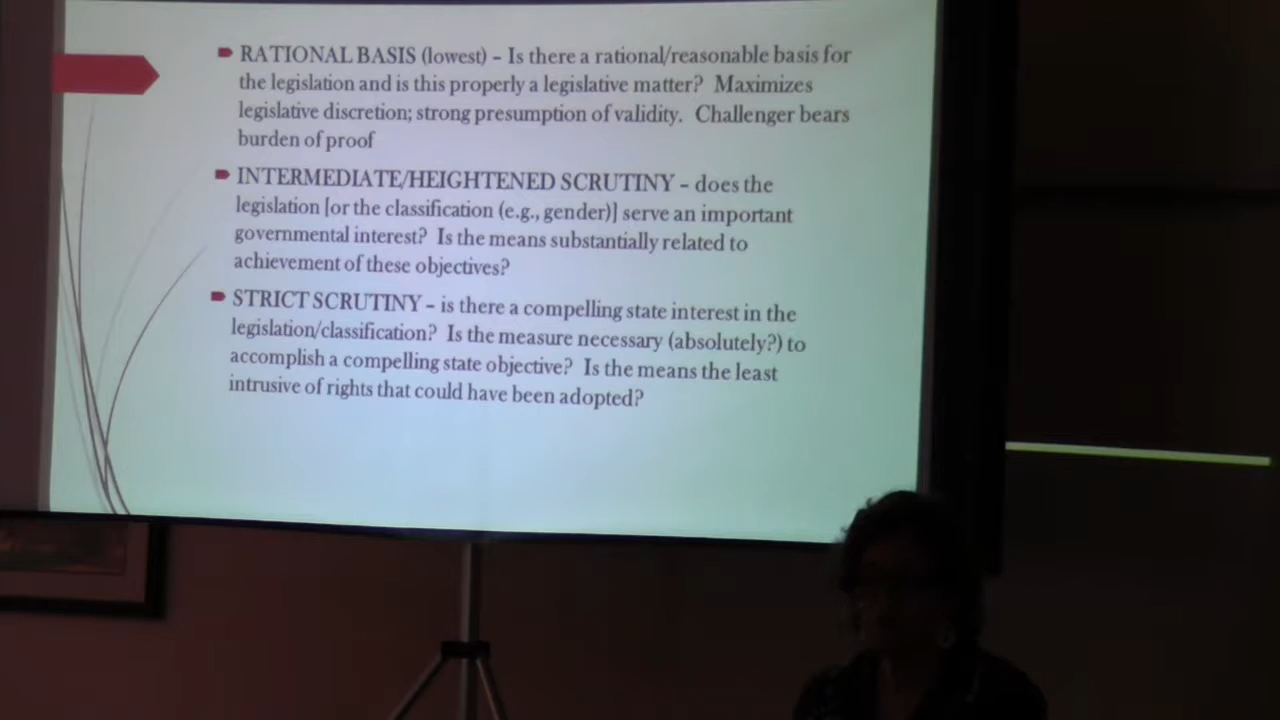 RATIONAL BASIS (lowest) – Is there a rational/reasonable basis for
the legislation and is this properly a legislative matter? Maximizes
legislative discretion; strong presumption of validity. Challenger bears
burden of proof
INTERMEDIATE/HEIGHTENED SCRUTINY – does the
legislation [or the classification (e.g., gender)] serve an important
governmental interest? Is the means substantially related to
achievement of these objectives?
STRICT SCRUTINY – is there a compelling state interest in the
legislation/classification? Is the measure necessary (absolutely?) to
accomplish a compelling state objective? Is the means the least
intrusive of rights that could have been adopted?